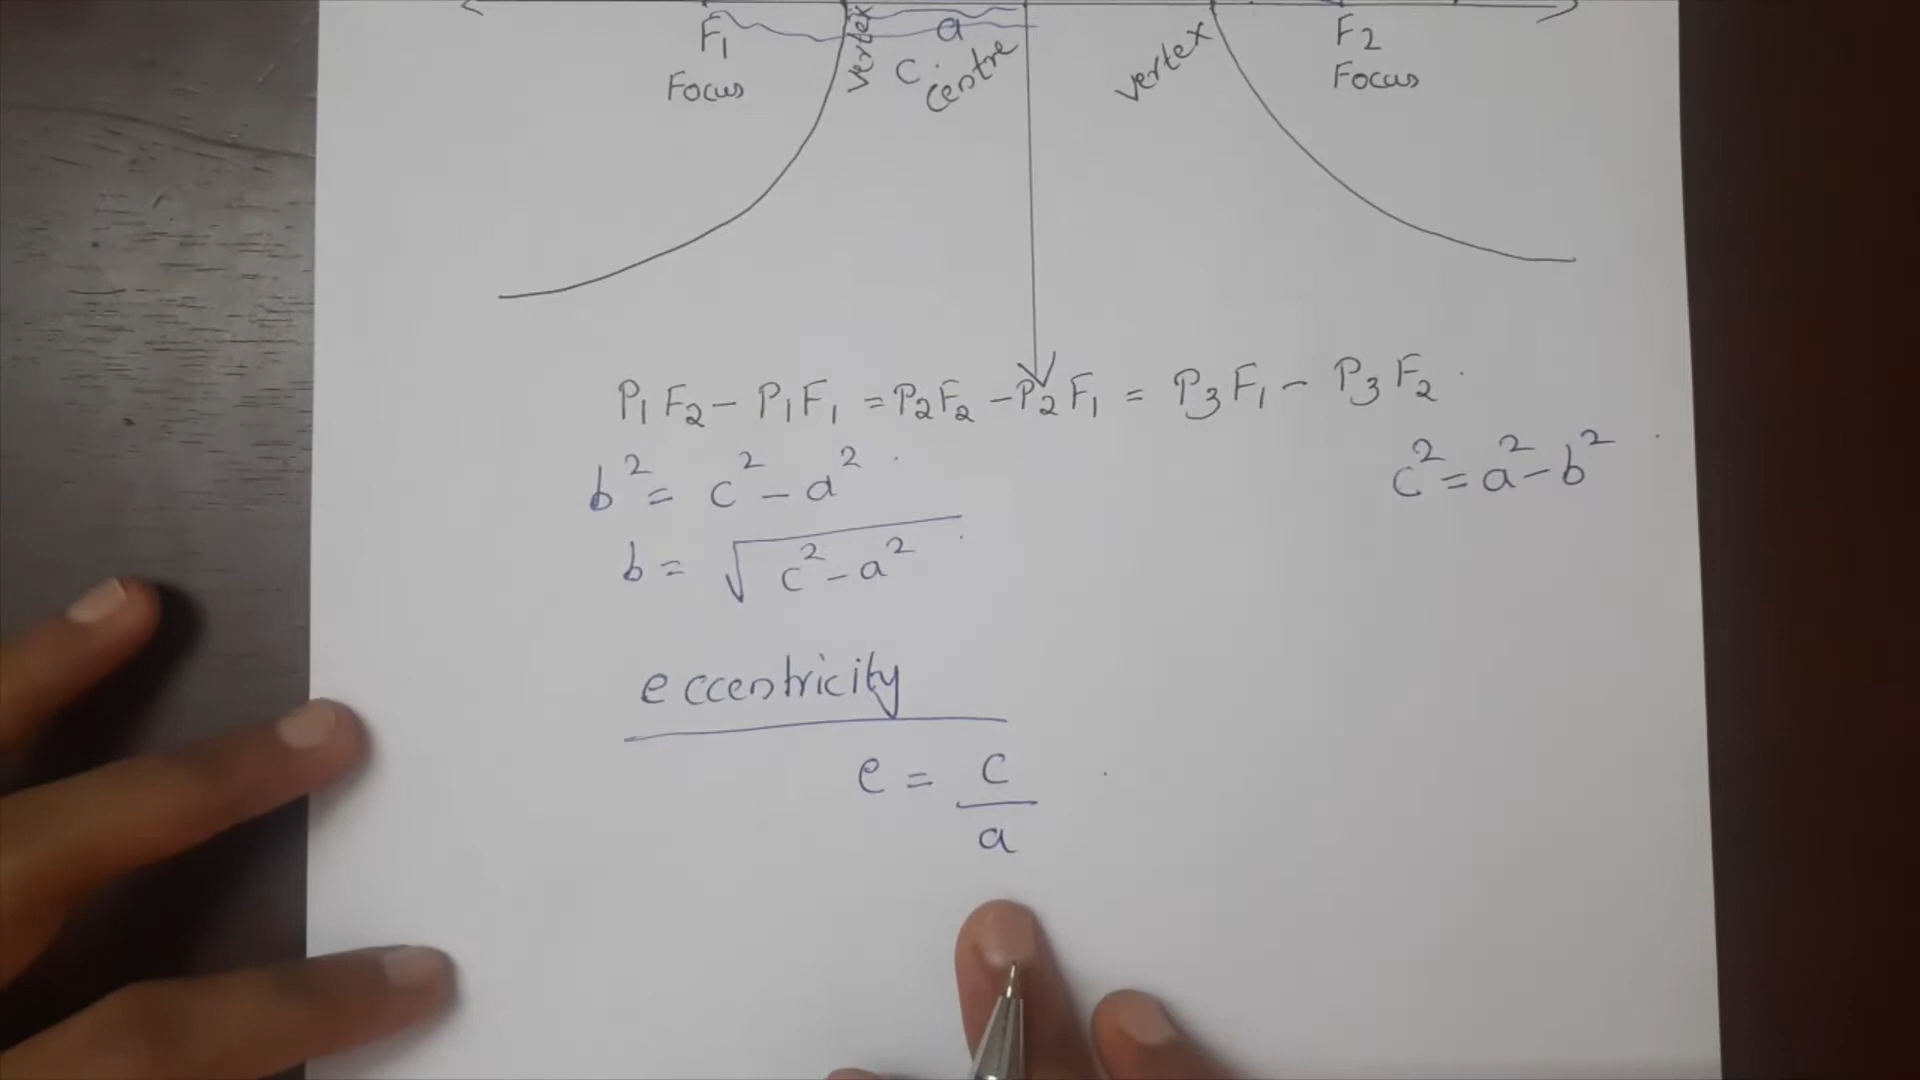 F₁ vertex a vertex F₂
Focus c centre Focus
P₁F₂ – P₁F₁ = P₂F₂ – P₂F₁ = P₃F₁ – P₃F₂
b² = c² – a² c² = a² – b²
b = √(c² – a²)
eccentricity
e = c/a